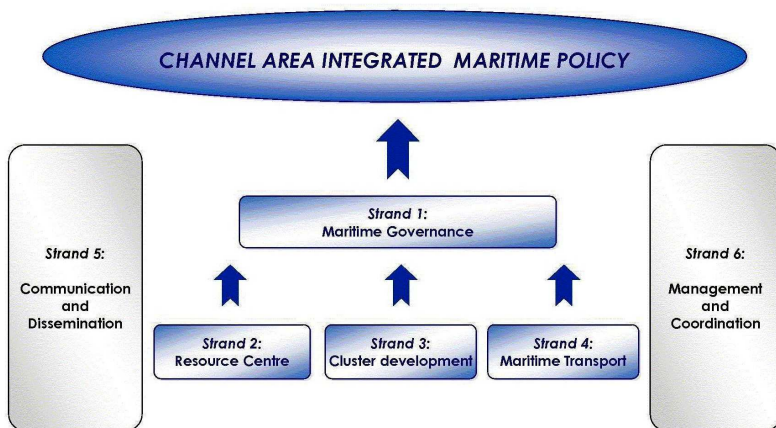 CHANNEL AREA INTEGRATED MARITIME POLICY
Strand 1:
Maritime Governance
Strand 5:
Communication
and
Dissemination
Strand 6:
Management
and
Coordination
Strand 2:
Resource Centre
Strand 3:
Cluster development
Strand 4:
Maritime Transport